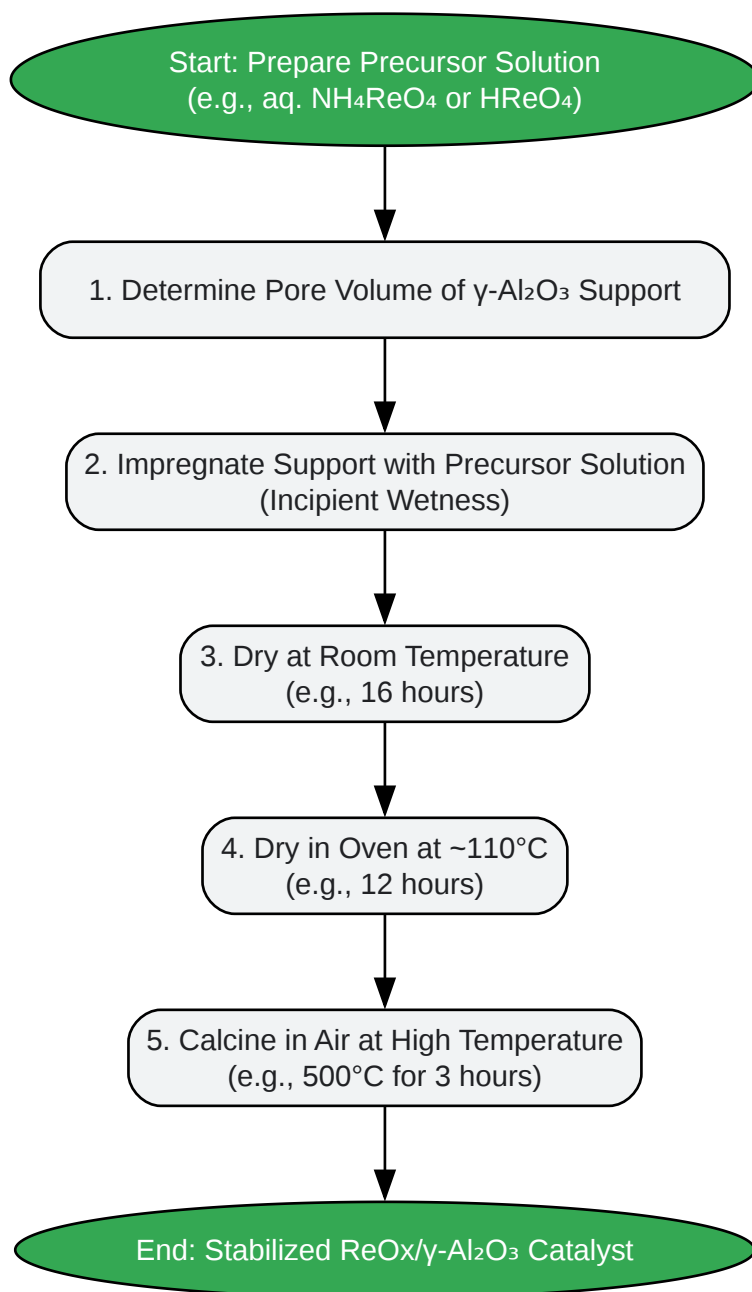 Start: Prepare Precursor Solution
(e.g., aq. NH₄ReO₄ or HReO₄)
1. Determine Pore Volume of γ-Al₂O₃ Support
2. Impregnate Support with Precursor Solution
(Incipient Wetness)
3. Dry at Room Temperature
(e.g., 16 hours)
4. Dry in Oven at ~110°C
(e.g., 12 hours)
5. Calcine in Air at High Temperature
(e.g., 500°C for 3 hours)
End: Stabilized ReOx/γ-Al₂O₃ Catalyst